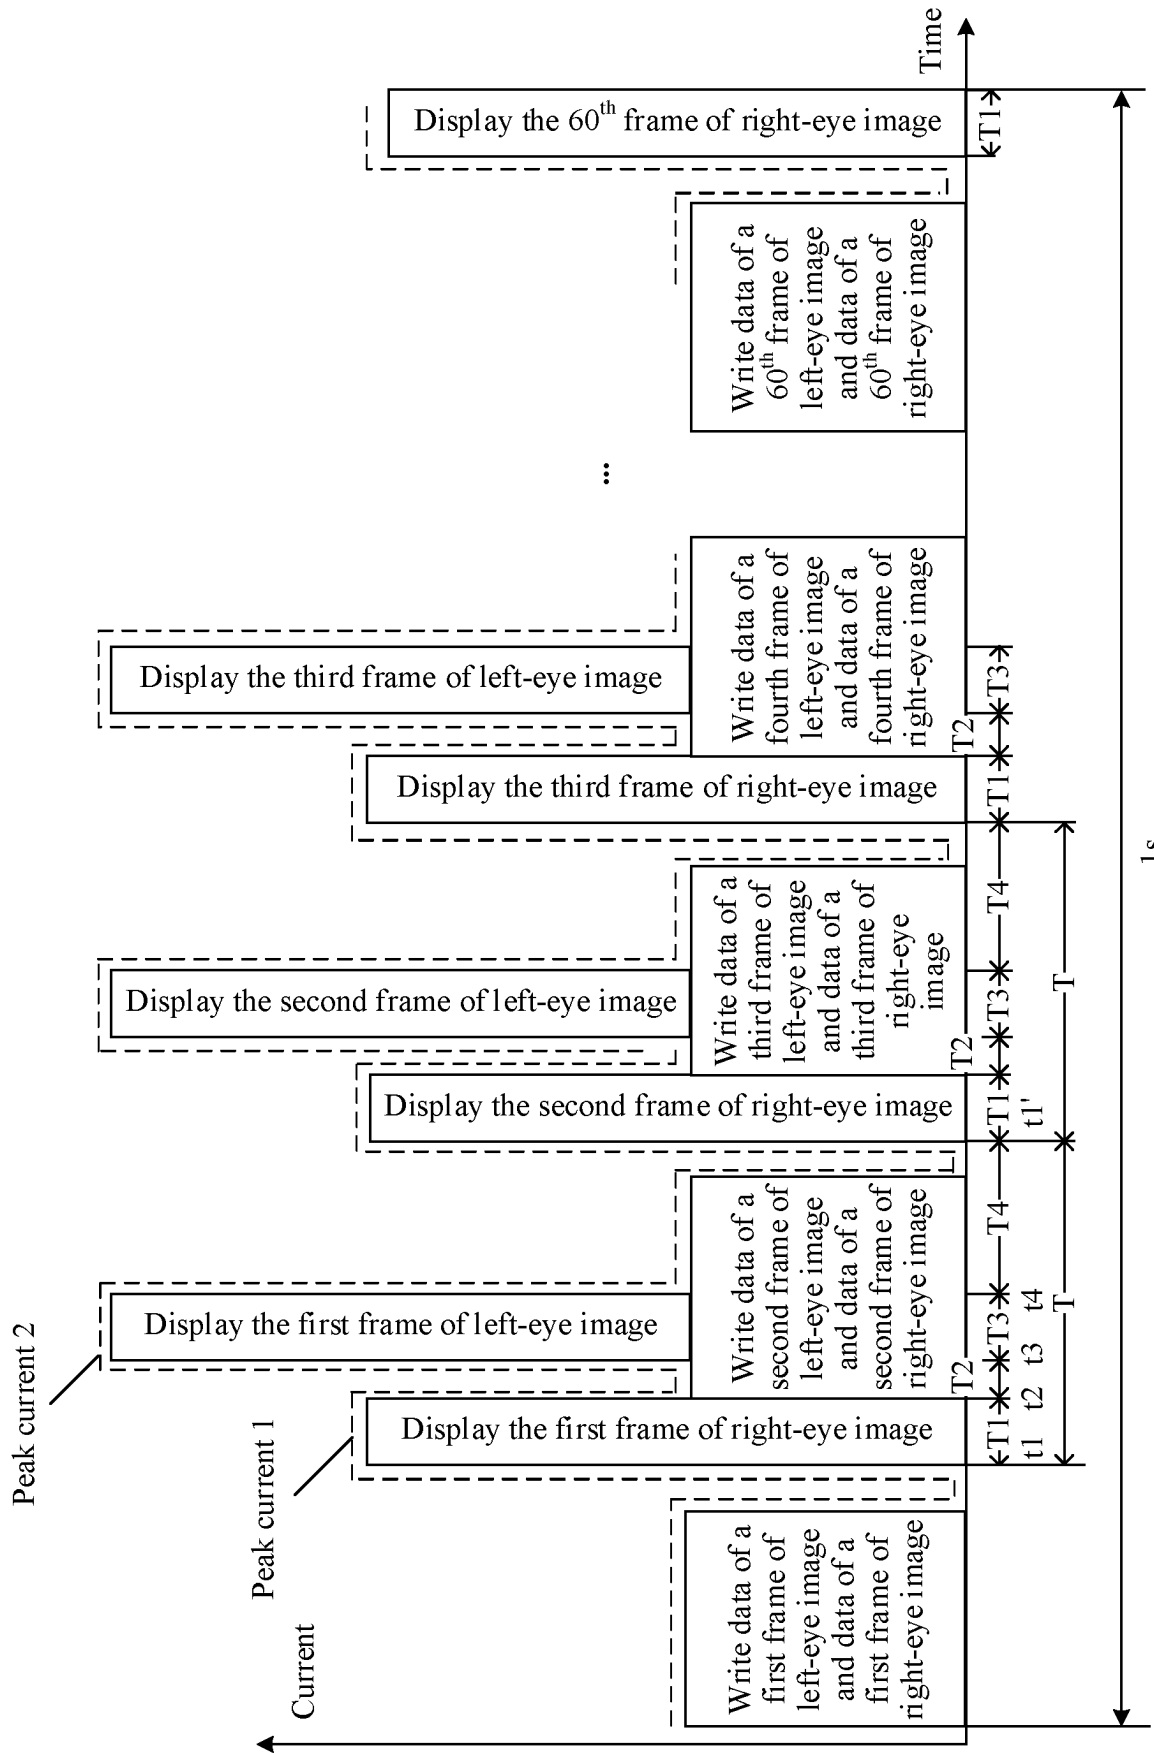 Peak current 2
Peak current 1
Current
Write data of a
first frame of
left-eye image
and data of a
first frame of
right-eye image
Display the first frame of right-eye image
Display the first frame of left-eye image
Write data of a
second frame of
left-eye image
and data of a
second frame of
right-eye image
Display the second frame of right-eye image
Display the second frame of left-eye image
Write data of a
third frame of
left-eye image
and data of a
third frame of
right-eye
image
Display the third frame of right-eye image
Display the third frame of left-eye image
Write data of a
fourth frame of
left-eye image
and data of a
fourth frame of
right-eye image
...
Write data of a
60th frame of
left-eye image
and data of a
60th frame of
right-eye image
Display the 60th frame of right-eye image
Time
T1 T2 T3 T4 T1 T2 T3 T4 T1 T2 T3 T1
t1 t2 t3 t4 t1'
T T
1s